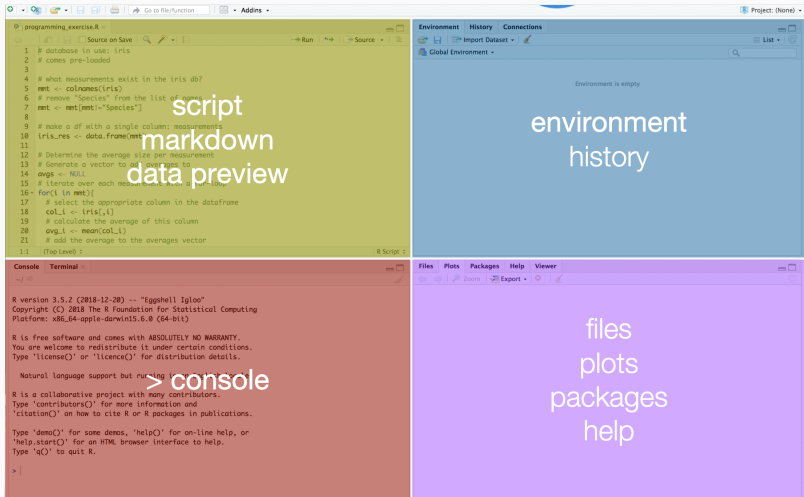 Go to file/function
Addins
Project: (None)
programming_exercise.R
Source on Save
Run
Source
1 # database in use: iris
2 # comes pre-loaded
3
4 # what measurements exist in the iris db?
5 mmt <- colnames(iris)
6 # remove "Species" from the list of names
7 mmt <- mmt[mmt!="Species"]
8
9 # make a df with a single column: measurements
10 iris_res <- data.frame(mmt
11
12 # Determine the average size per measurement
13 # Generate a vector to add averages to
14 avgs <- NULL
15 # iterate over each measurement with a for-loop
16 for(i in mmt){
17 # select the appropriate column in the dataframe
18 col_i <- iris[,i]
19 # calculate the average of this column
20 avg_i <- mean(col_i)
21 # add the average to the averages vector
1:1 (Top Level) R Script
script
markdown
data preview
Environment History Connections
Import Dataset List
Global Environment
Environment is empty
environment
history
Console Terminal
~/
R version 3.5.2 (2018-12-20) -- "Eggshell Igloo"
Copyright (C) 2018 The R Foundation for Statistical Computing
Platform: x86_64-apple-darwin15.6.0 (64-bit)
R is free software and comes with ABSOLUTELY NO WARRANTY.
You are welcome to redistribute it under certain conditions.
Type 'license()' or 'licence()' for distribution details.
Natural language support but running in an
R is a collaborative project with many contributors.
Type 'contributors()' for more information and
'citation()' on how to cite R or R packages in publications.
Type 'demo()' for some demos, 'help()' for on-line help, or
'help.start()' for an HTML browser interface to help.
Type 'q()' to quit R.
>
> console
Files Plots Packages Help Viewer
Zoom Export
files
plots
packages
help